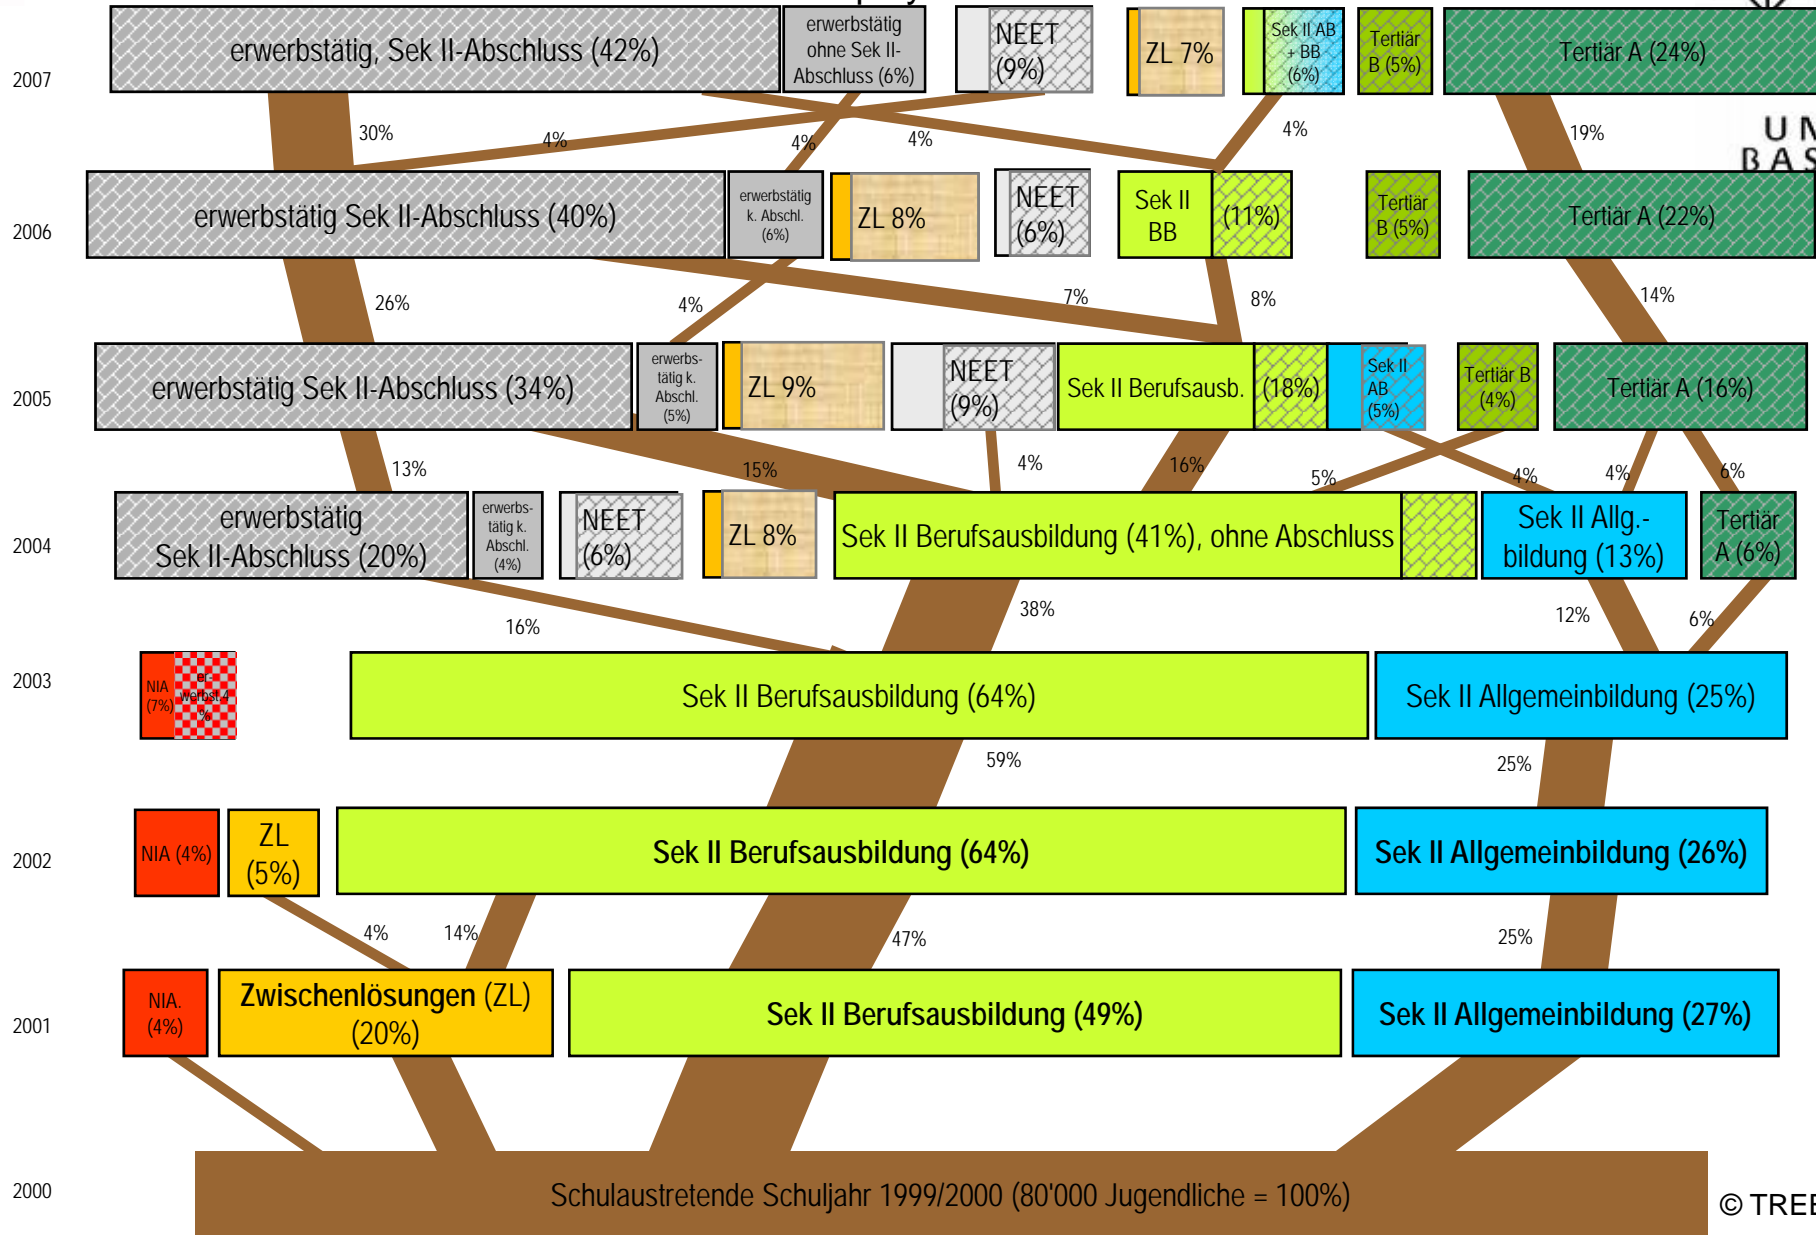 erwerbstätig, Sek II-Abschluss (42%)
erwerbstätig
ohne Sek II-
Abschluss (6%)
NEET
(9%)
ZL 7%
Sek II AB
+ BB
(6%)
Tertiär
B (5%)
Tertiär A (24%)
2007
30%
4%
4%
4%
4%
19%
U N
BAS
erwerbstätig Sek II-Abschluss (40%)
erwerbstätig
k. Abschl.
(6%)
ZL 8%
NEET
(6%)
Sek II
BB
(11%)
Tertiär
B (5%)
Tertiär A (22%)
2006
26%
4%
7%
8%
14%
erwerbstätig Sek II-Abschluss (34%)
erwerbs-
tätig k.
Abschl.
(5%)
ZL 9%
NEET
(9%)
Sek II Berufsausb.
(18%)
Sek II
AB
(5%)
Tertiär B
(4%)
Tertiär A (16%)
2005
13%
15%
4%
16%
5%
4%
4%
6%
erwerbstätig
Sek II-Abschluss (20%)
erwerbs-
tätig k.
Abschl.
(4%)
NEET
(6%)
ZL 8%
Sek II Berufsausbildung (41%), ohne Abschluss
Sek II Allg.-
bildung (13%)
Tertiär
A (6%)
2004
16%
38%
12%
6%
2003
NIA
(7%)
er-
werbst.4
%
Sek II Berufsausbildung (64%)
Sek II Allgemeinbildung (25%)
59%
25%
2002
NIA (4%)
ZL
(5%)
Sek II Berufsausbildung (64%)
Sek II Allgemeinbildung (26%)
4%
14%
47%
25%
2001
NIA.
(4%)
Zwischenlösungen (ZL)
(20%)
Sek II Berufsausbildung (49%)
Sek II Allgemeinbildung (27%)
2000
Schulaustretende Schuljahr 1999/2000 (80'000 Jugendliche = 100%)
© TREE